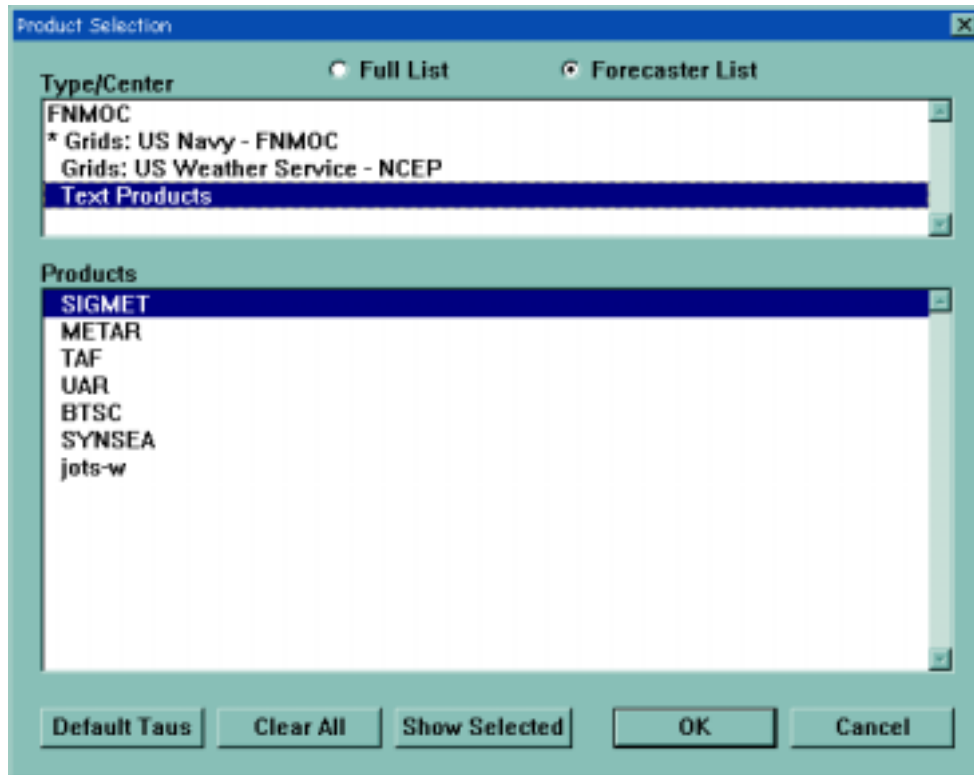 Product Selection
Type/Center
Full List
Forecaster List
FNMOC
* Grids: US Navy - FNMOC
Grids: US Weather Service - NCEP
Text Products
Products
SIGMET
METAR
TAF
UAR
BTSC
SYNSEA
jots-w
Default Taus
Clear All
Show Selected
OK
Cancel